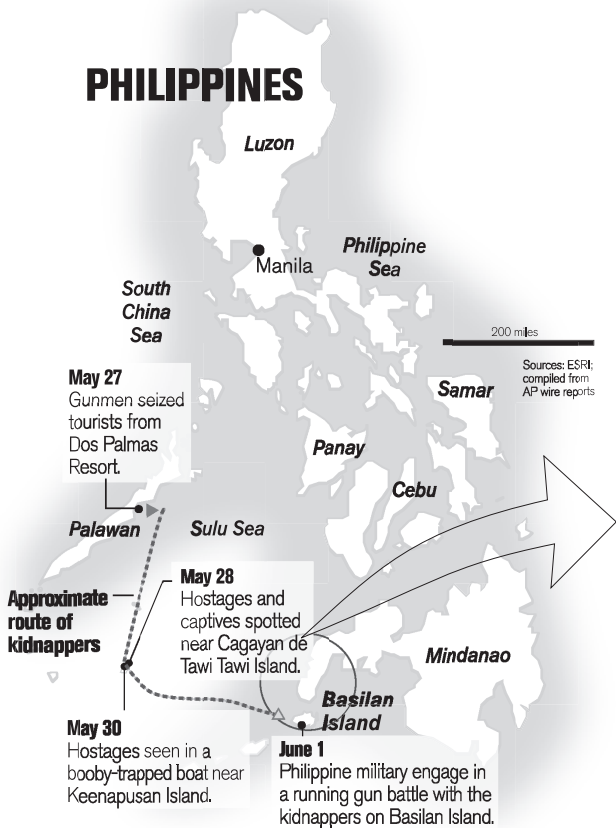 PHILIPPINES
Luzon
Manila
Philippine
Sea
South
China
Sea
200 miles
Sources: ESRI;
compiled from
AP wire reports
May 27
Gunmen seized
tourists from
Dos Palmas
Resort.
Samar
Panay
Cebu
Palawan
Sulu Sea
May 28
Hostages and
captives spotted
near Cagayan de
Tawi Tawi Island.
Approximate
route of
kidnappers
Mindanao
Basilan
Island
May 30
Hostages seen in a
booby-trapped boat near
Keenapusan Island.
June 1
Philippine military engage in
a running gun battle with the
kidnappers on Basilan Island.